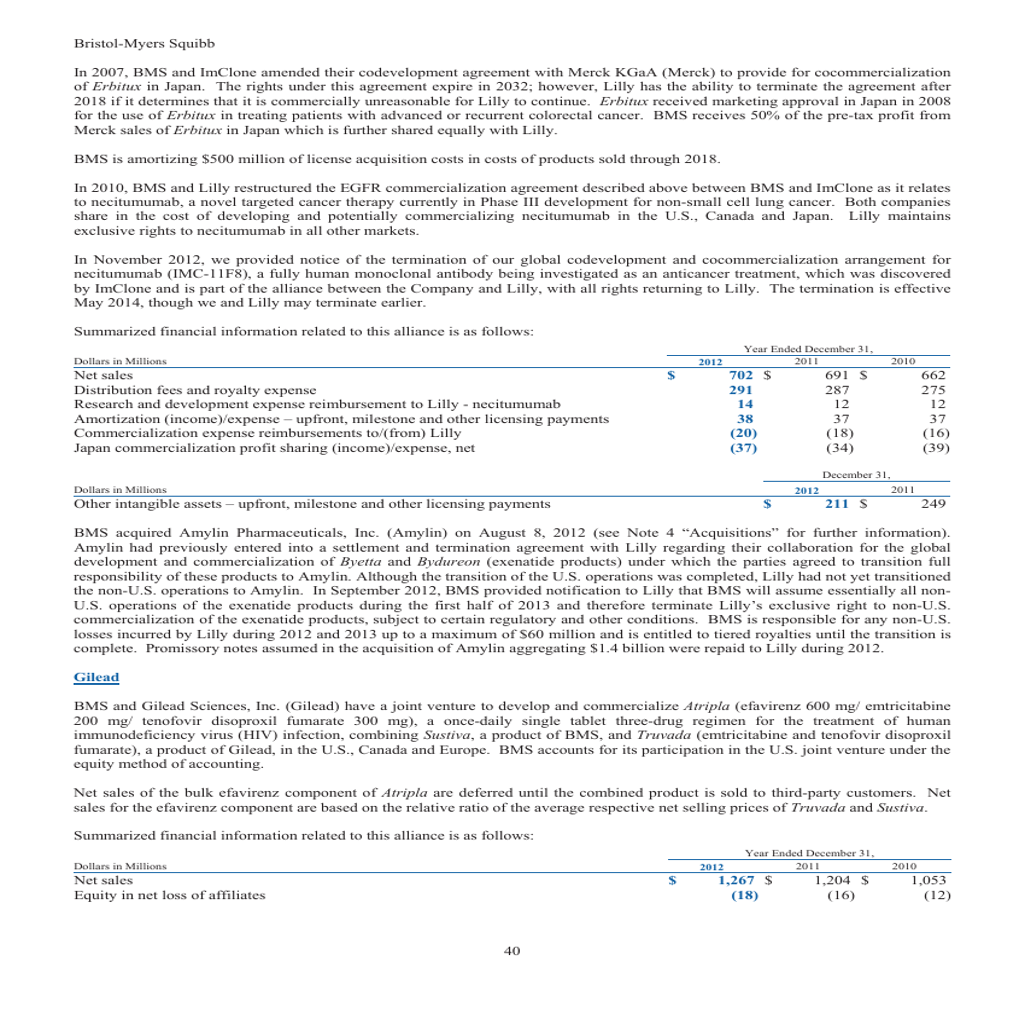 Bristol-Myers Squibb
In 2007, BMS and ImClone amended their codevelopment agreement with Merck KGaA (Merck) to provide for cocommercialization
of Erbitux in Japan. The rights under this agreement expire in 2032; however, Lilly has the ability to terminate the agreement after
2018 if it determines that it is commercially unreasonable for Lilly to continue. Erbitux received marketing approval in Japan in 2008
for the use of Erbitux in treating patients with advanced or recurrent colorectal cancer. BMS receives 50% of the pre-tax profit from
Merck sales of Erbitux in Japan which is further shared equally with Lilly.
BMS is amortizing $500 million of license acquisition costs in costs of products sold through 2018.
In 2010, BMS and Lilly restructured the EGFR commercialization agreement described above between BMS and ImClone as it relates
to necitumumab, a novel targeted cancer therapy currently in Phase III development for non-small cell lung cancer. Both companies
share in the cost of developing and potentially commercializing necitumumab in the U.S., Canada and Japan. Lilly maintains
exclusive rights to necitumumab in all other markets.
In November 2012, we provided notice of the termination of our global codevelopment and cocommercialization arrangement for
necitumumab (IMC-11F8), a fully human monoclonal antibody being investigated as an anticancer treatment, which was discovered
by ImClone and is part of the alliance between the Company and Lilly, with all rights returning to Lilly. The termination is effective
May 2014, though we and Lilly may terminate earlier.
Summarized financial information related to this alliance is as follows:
Year Ended December 31,
Dollars in Millions 2012 2011 2010
Net sales $ 702 $ 691 $ 662
Distribution fees and royalty expense 291 287 275
Research and development expense reimbursement to Lilly - necitumumab 14 12 12
Amortization (income)/expense – upfront, milestone and other licensing payments 38 37 37
Commercialization expense reimbursements to/(from) Lilly (20) (18) (16)
Japan commercialization profit sharing (income)/expense, net (37) (34) (39)
December 31,
Dollars in Millions 2012 2011
Other intangible assets – upfront, milestone and other licensing payments $ 211 $ 249
BMS acquired Amylin Pharmaceuticals, Inc. (Amylin) on August 8, 2012 (see Note 4 “Acquisitions” for further information).
Amylin had previously entered into a settlement and termination agreement with Lilly regarding their collaboration for the global
development and commercialization of Byetta and Bydureon (exenatide products) under which the parties agreed to transition full
responsibility of these products to Amylin. Although the transition of the U.S. operations was completed, Lilly had not yet transitioned
the non-U.S. operations to Amylin. In September 2012, BMS provided notification to Lilly that BMS will assume essentially all non-
U.S. operations of the exenatide products during the first half of 2013 and therefore terminate Lilly’s exclusive right to non-U.S.
commercialization of the exenatide products, subject to certain regulatory and other conditions. BMS is responsible for any non-U.S.
losses incurred by Lilly during 2012 and 2013 up to a maximum of $60 million and is entitled to tiered royalties until the transition is
complete. Promissory notes assumed in the acquisition of Amylin aggregating $1.4 billion were repaid to Lilly during 2012.
Gilead
BMS and Gilead Sciences, Inc. (Gilead) have a joint venture to develop and commercialize Atripla (efavirenz 600 mg/ emtricitabine
200 mg/ tenofovir disoproxil fumarate 300 mg), a once-daily single tablet three-drug regimen for the treatment of human
immunodeficiency virus (HIV) infection, combining Sustiva, a product of BMS, and Truvada (emtricitabine and tenofovir disoproxil
fumarate), a product of Gilead, in the U.S., Canada and Europe. BMS accounts for its participation in the U.S. joint venture under the
equity method of accounting.
Net sales of the bulk efavirenz component of Atripla are deferred until the combined product is sold to third-party customers. Net
sales for the efavirenz component are based on the relative ratio of the average respective net selling prices of Truvada and Sustiva.
Summarized financial information related to this alliance is as follows:
Year Ended December 31,
Dollars in Millions 2012 2011 2010
Net sales $ 1,267 $ 1,204 $ 1,053
Equity in net loss of affiliates (18) (16) (12)
40